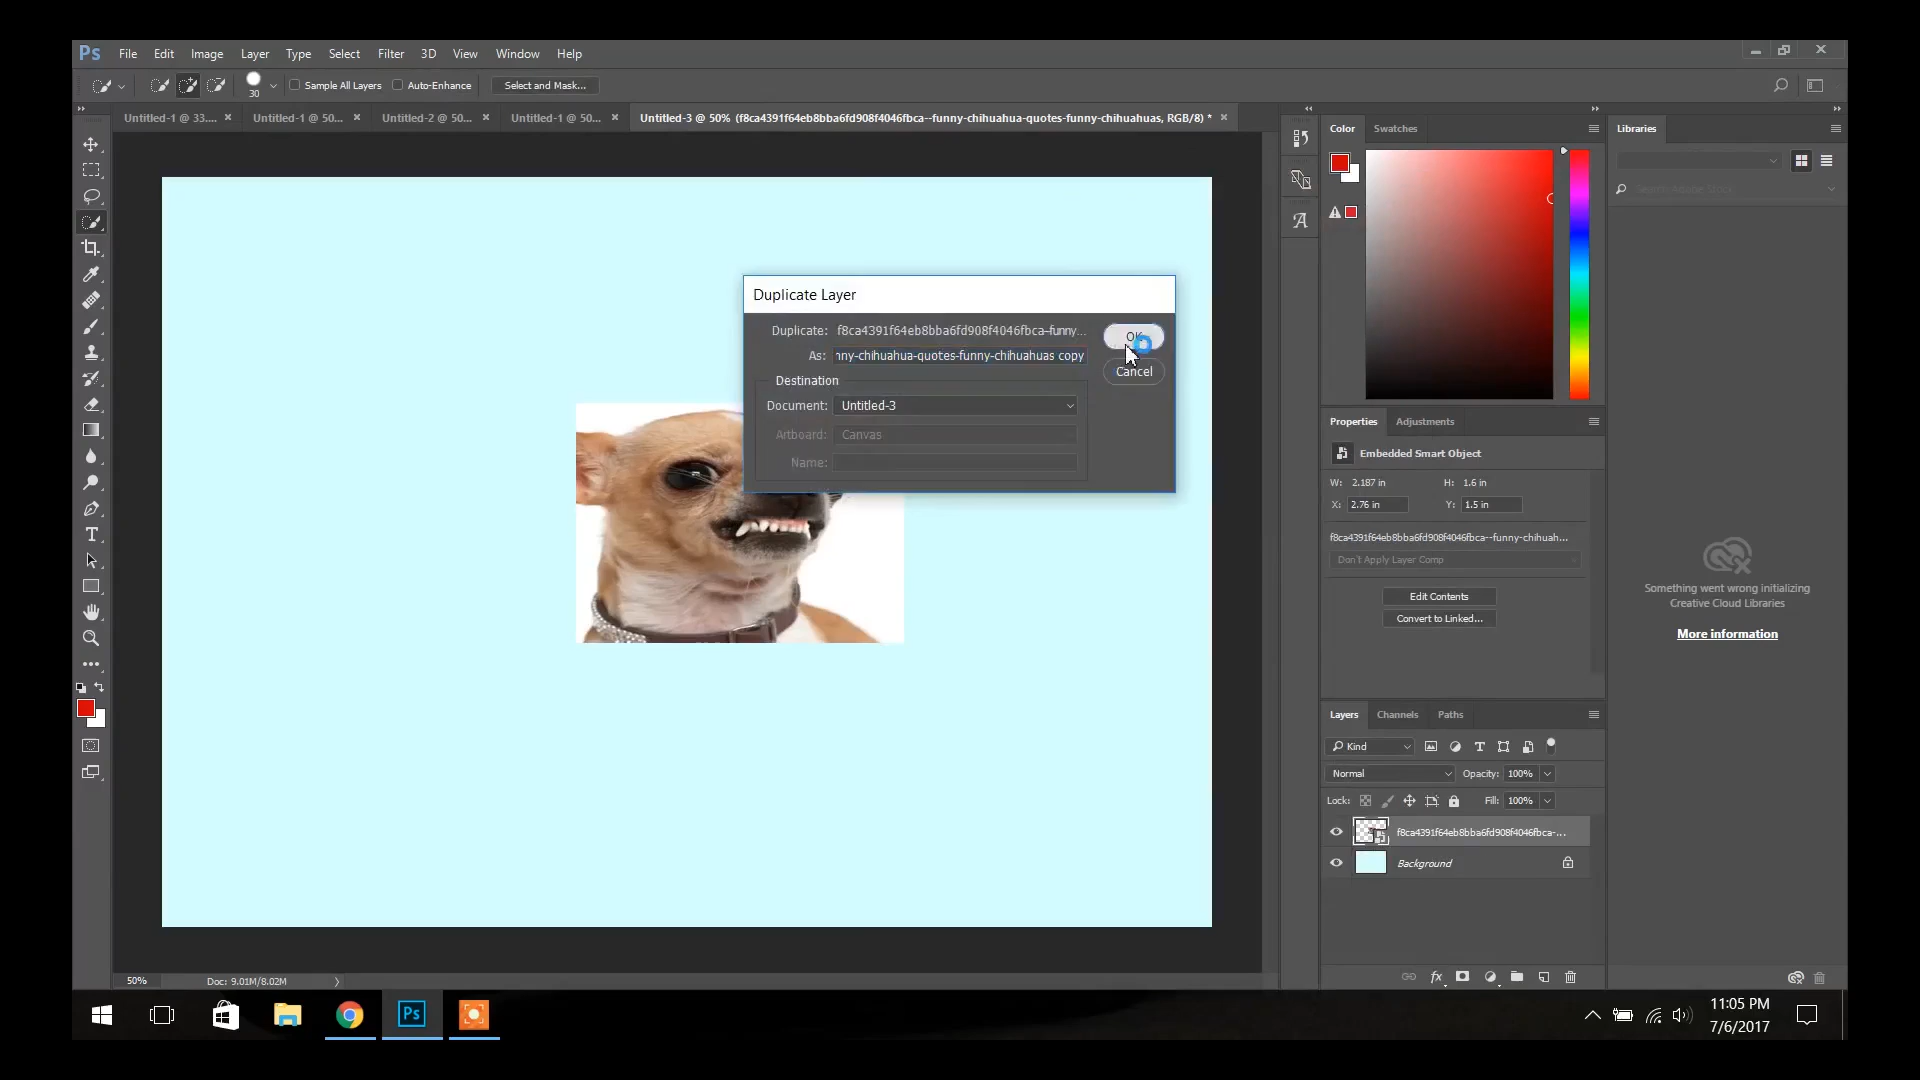 Ps File Edit Image Layer Type Select Filter 3D View Window Help
30 Sample All Layers Auto-Enhance Select and Mask...
Untitled-1 @ 33.... × Untitled-1 @ 50... × Untitled-2 @ 50... × Untitled-1 @ 50... × Untitled-3 @ 50% (f8ca4391f64eb8bba6fd908f4046fbca--funny-chihuahua-quotes-funny-chihuahuas, RGB/8) * ×
Color Swatches
Libraries
Duplicate Layer
Duplicate: f8ca4391f64eb8bba6fd908f4046fbca--funny...
OK
As: nny-chihuahua-quotes-funny-chihuahuas copy
Cancel
Destination
Document: Untitled-3
Artboard: Canvas
Name:
Properties Adjustments
Embedded Smart Object
W: 2.187 in H: 1.6 in
X: 2.76 in Y: 1.5 in
f8ca4391f64eb8bba6fd908f4046fbca--funny-chihuah...
Don't Apply Layer Comp
Edit Contents
Convert to Linked...
Something went wrong initializing
Creative Cloud Libraries
More information
Layers Channels Paths
Kind
Normal Opacity: 100%
Lock: Fill: 100%
f8ca4391f64eb8bba6fd908f4046fbca-...
Background
50% Doc: 9.01M/8.02M
Ps
11:05 PM
7/6/2017